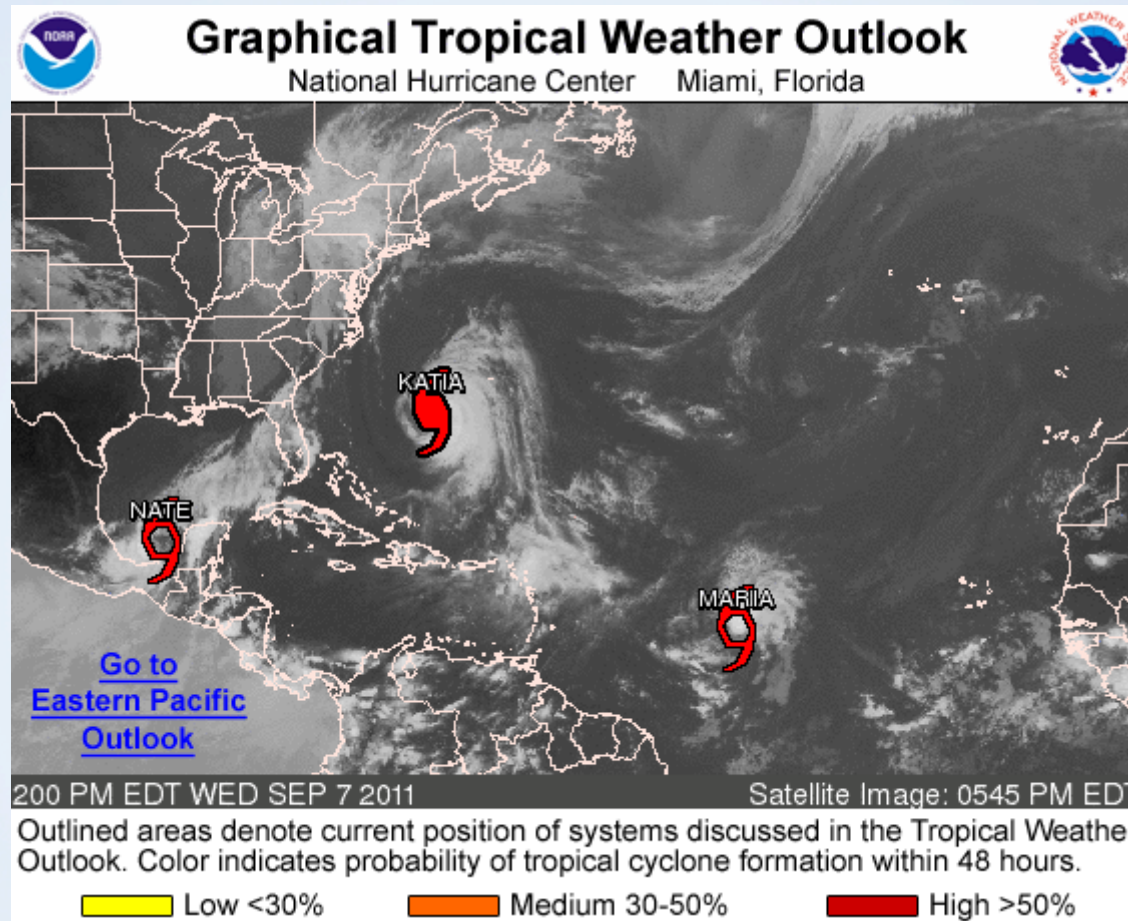 Graphical Tropical Weather Outlook
National Hurricane Center Miami, Florida
NOAA
KATIA
NATE
MARIA
Go to
Eastern Pacific
Outlook
200 PM EDT WED SEP 7 2011
Satellite Image: 0545 PM EDT
Outlined areas denote current position of systems discussed in the Tropical Weathe
Outlook. Color indicates probability of tropical cyclone formation within 48 hours.
Low <30% Medium 30-50% High >50%